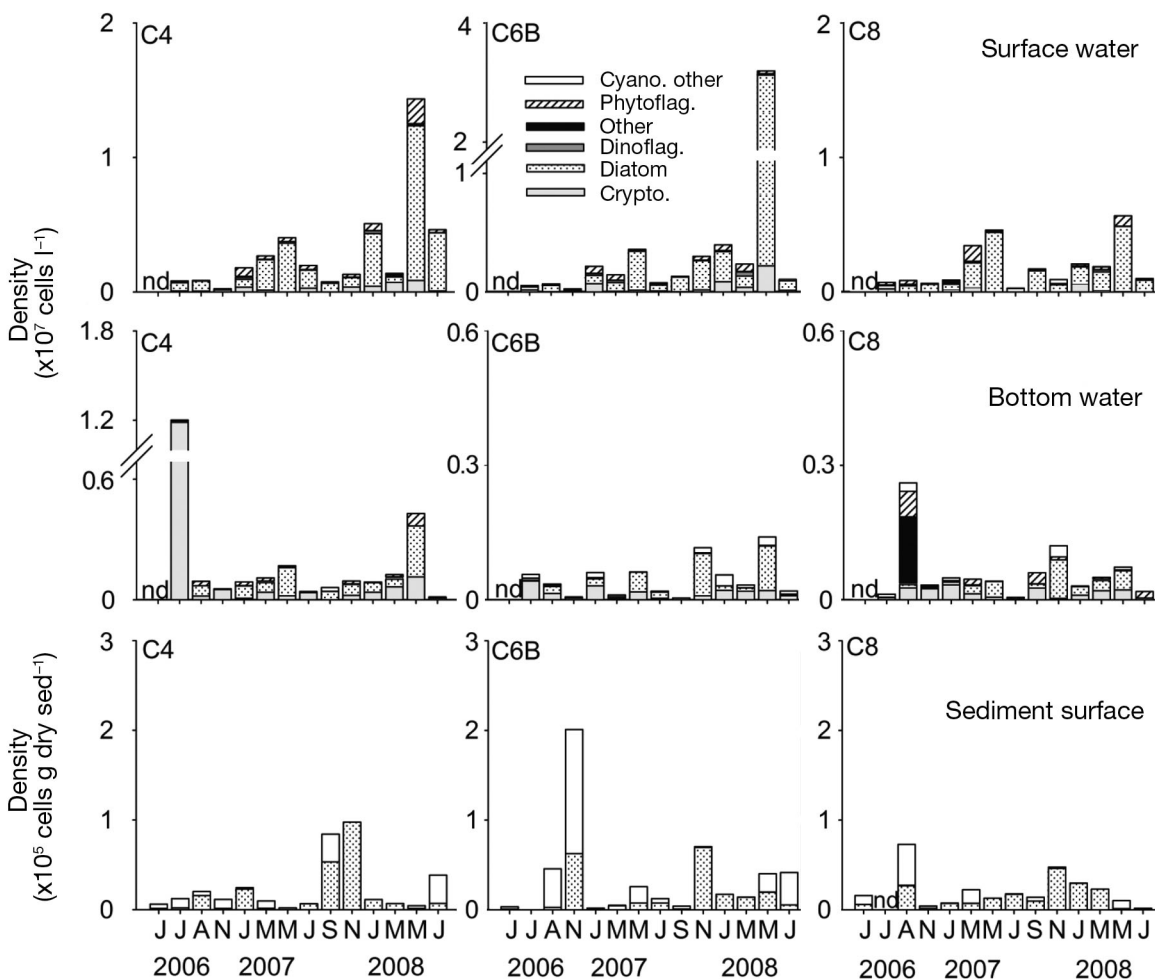 2
C4
1
nd
0
4
C6B
2
1
nd
0
Cyano. other
Phytoflag.
Other
Dinoflag.
Diatom
Crypto.
2
C8
Surface water
1
nd
0
Density
(x10⁷ cells l⁻¹)
1.8
C4
1.2
0.6
nd
0
0.6
C6B
0.3
nd
0
0.6
C8
Bottom water
0.3
nd
0
Density
(x10⁵ cells g dry sed⁻¹)
3
C4
2
1
0
3
C6B
2
1
0
3
C8
Sediment surface
2
1
nd
0
J J A N J M M J S N J M M J
2006 2007 2008
J J A N J M M J S N J M M J
2006 2007 2008
J J A N J M M J S N J M M J
2006 2007 2008